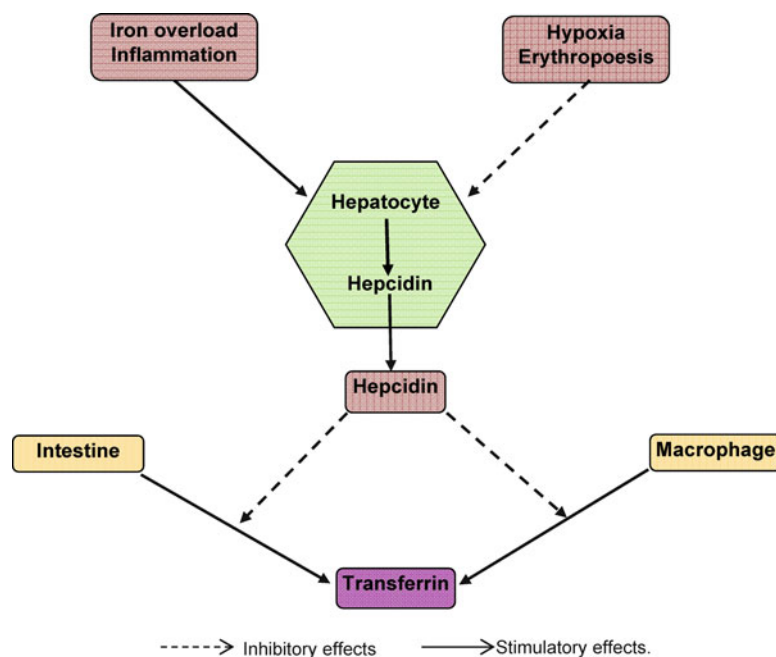 Iron overload
Inflammation
Hypoxia
Erythropoesis
Hepatocyte
Hepcidin
Hepcidin
Intestine
Macrophage
Transferrin
Inhibitory effects
Stimulatory effects.